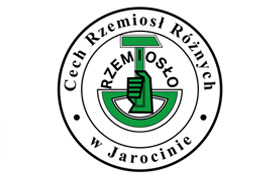 Cech Rzemiosł Różnych
RZEMIOSŁO
w Jarocinie